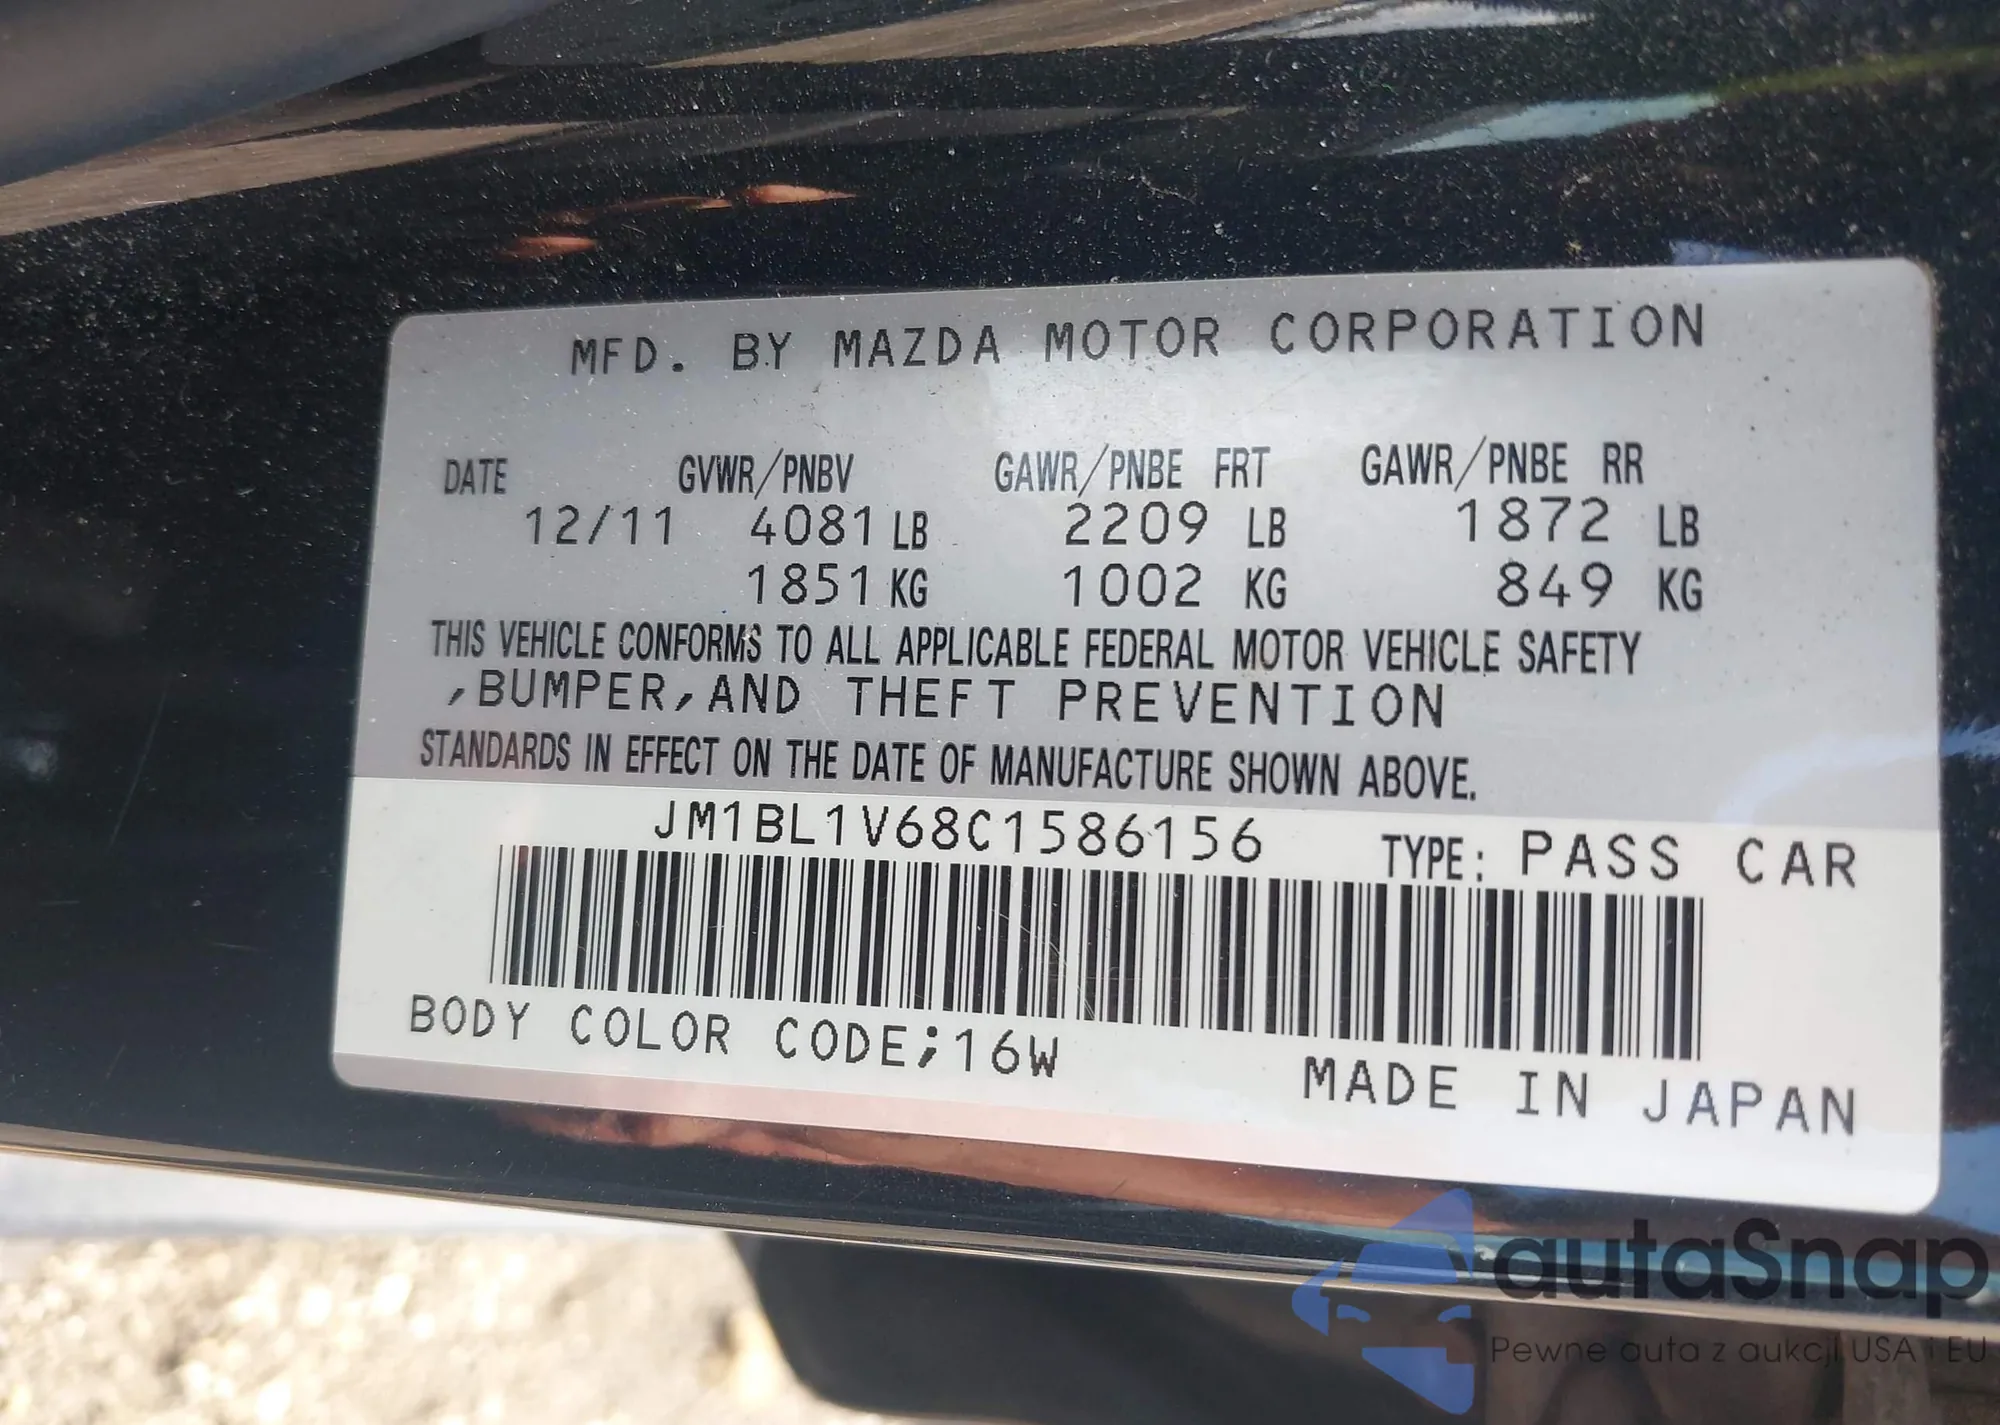 MFD. BY MAZDA MOTOR CORPORATION
DATE GVWR/PNBV GAWR/PNBE FRT GAWR/PNBE RR
12/11 4081 LB 2209 LB 1872 LB
1851 KG 1002 KG 849 KG
THIS VEHICLE CONFORMS TO ALL APPLICABLE FEDERAL MOTOR VEHICLE SAFETY
,BUMPER,AND THEFT PREVENTION
STANDARDS IN EFFECT ON THE DATE OF MANUFACTURE SHOWN ABOVE.
JM1BL1V68C1586156 TYPE: PASS CAR
BODY COLOR CODE;16W
MADE IN JAPAN
autaSnap
Pewne auta z aukcji USA i EU